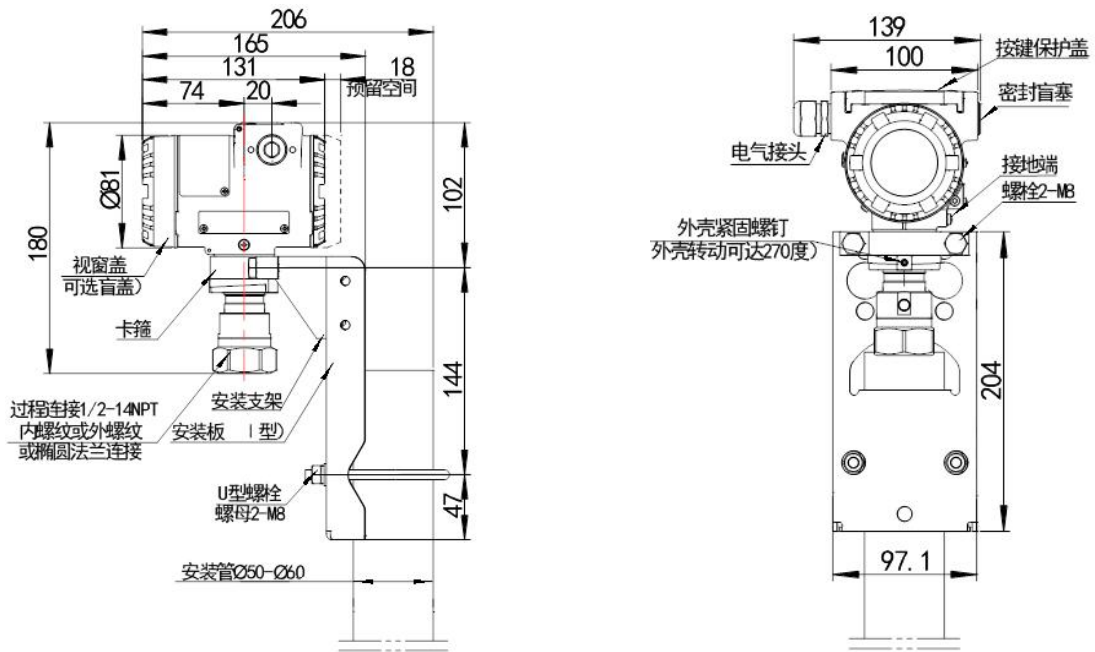 206
165
131
18
74
20
预留空间
Ø81
180
102
视窗盖
可选盲盖）
卡箍
144
过程连接1/2-14NPT
内螺纹或外螺纹
或椭圆法兰连接
安装支架
安装板 I型）
U型螺栓
螺母2-M8
47
安装管Ø50-Ø60
139
100
按键保护盖
密封盲塞
电气接头
接地端
螺栓2-M8
外壳紧固螺钉
外壳转动可达270度）
204
97.1